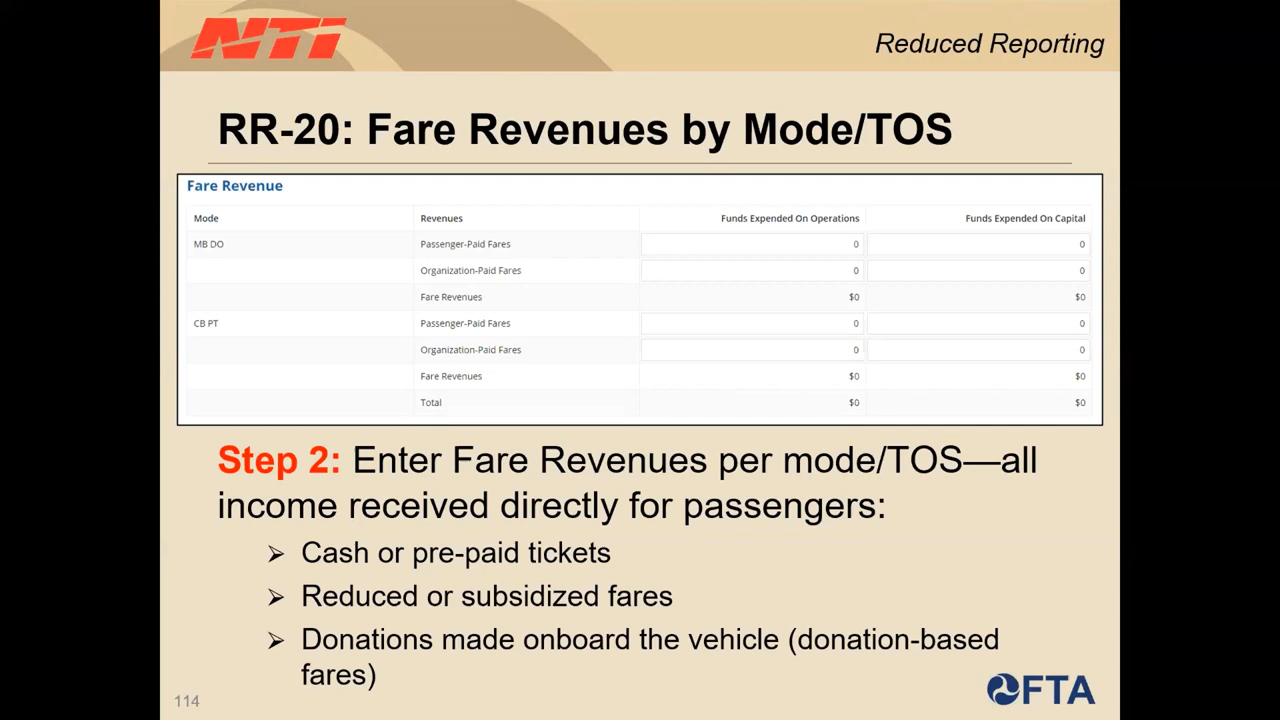 NTI
Reduced Reporting
RR-20: Fare Revenues by Mode/TOS
Fare Revenue
Mode Revenues Funds Expended On Operations Funds Expended On Capital
MB DO Passenger-Paid Fares 0 0
Organization-Paid Fares 0 0
Fare Revenues $0 $0
CB PT Passenger-Paid Fares 0 0
Organization-Paid Fares 0 0
Fare Revenues $0 $0
Total $0 $0
Step 2: Enter Fare Revenues per mode/TOS—all
income received directly for passengers:
➢ Cash or pre-paid tickets
➢ Reduced or subsidized fares
➢ Donations made onboard the vehicle (donation-based
fares)
114
FTA